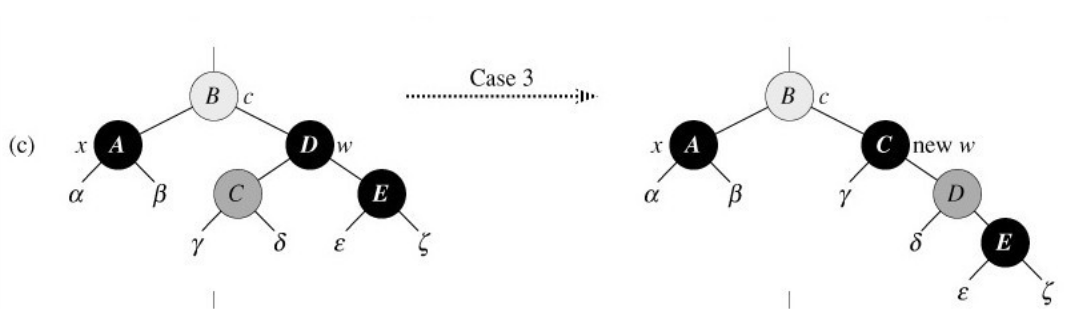 Case 3
B c B c
(c) x A D w x A C new w
α β C E α β γ D
γ δ ε ζ δ E
ε ζ